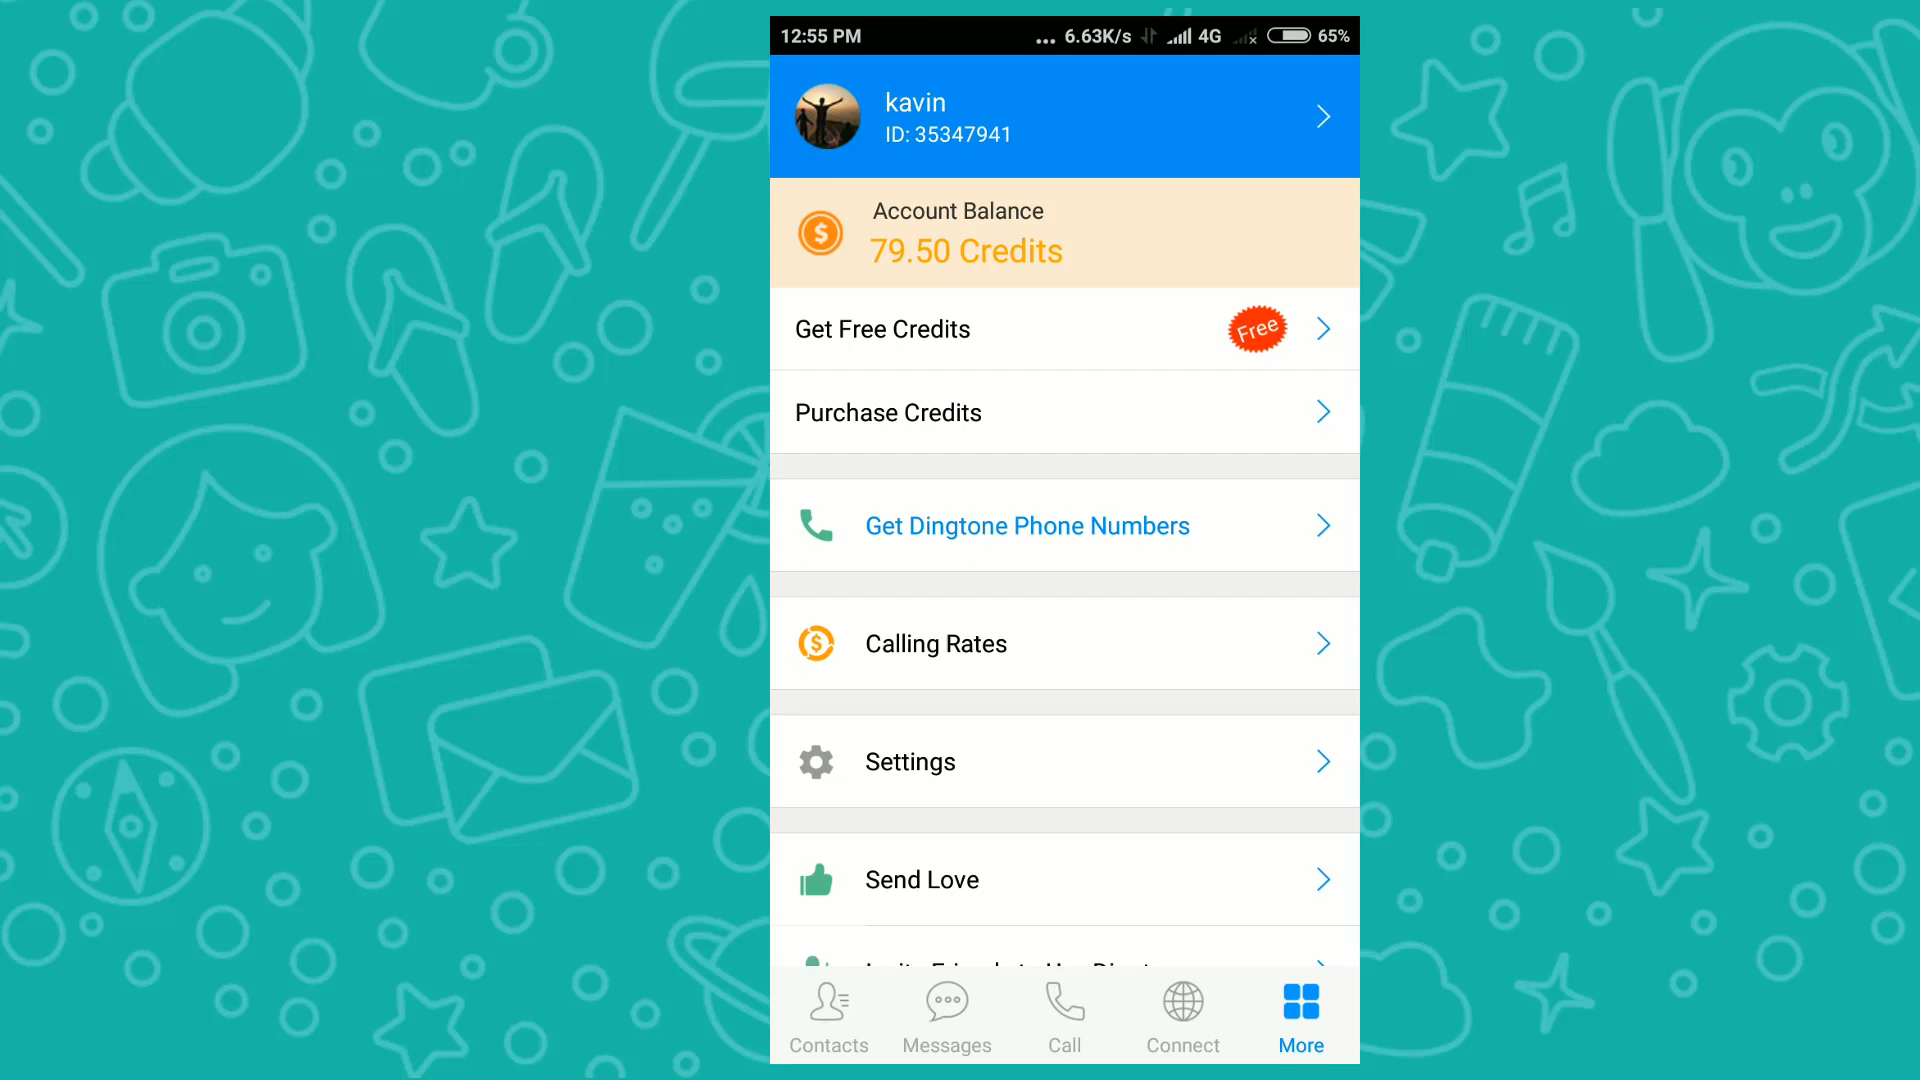 12:55 PM
... 6.63K/s 4G 65%
kavin
ID: 35347941
Account Balance
79.50 Credits
Get Free Credits
Free
Purchase Credits
Get Dingtone Phone Numbers
Calling Rates
Settings
Send Love
Contacts
Messages
Call
Connect
More